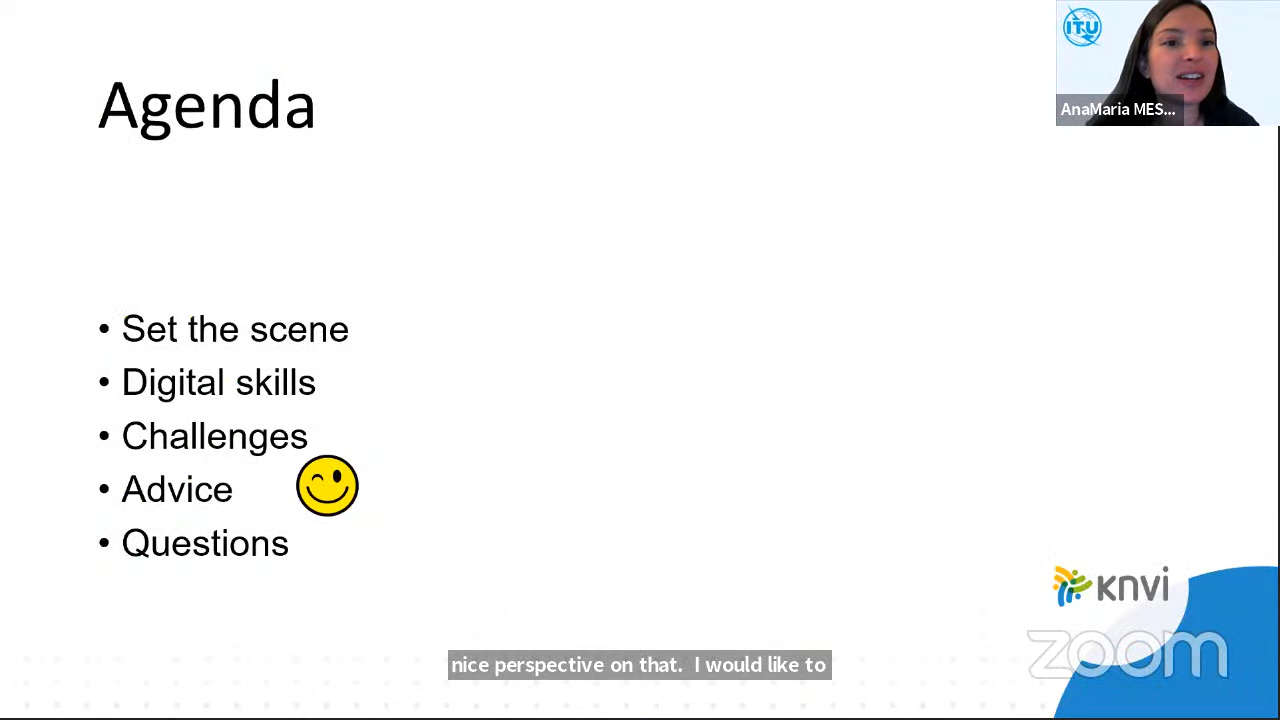 Agenda
ITU
AnaMaria MES...
• Set the scene
• Digital skills
• Challenges
• Advice
• Questions
knvi
zoom
nice perspective on that.  I would like to